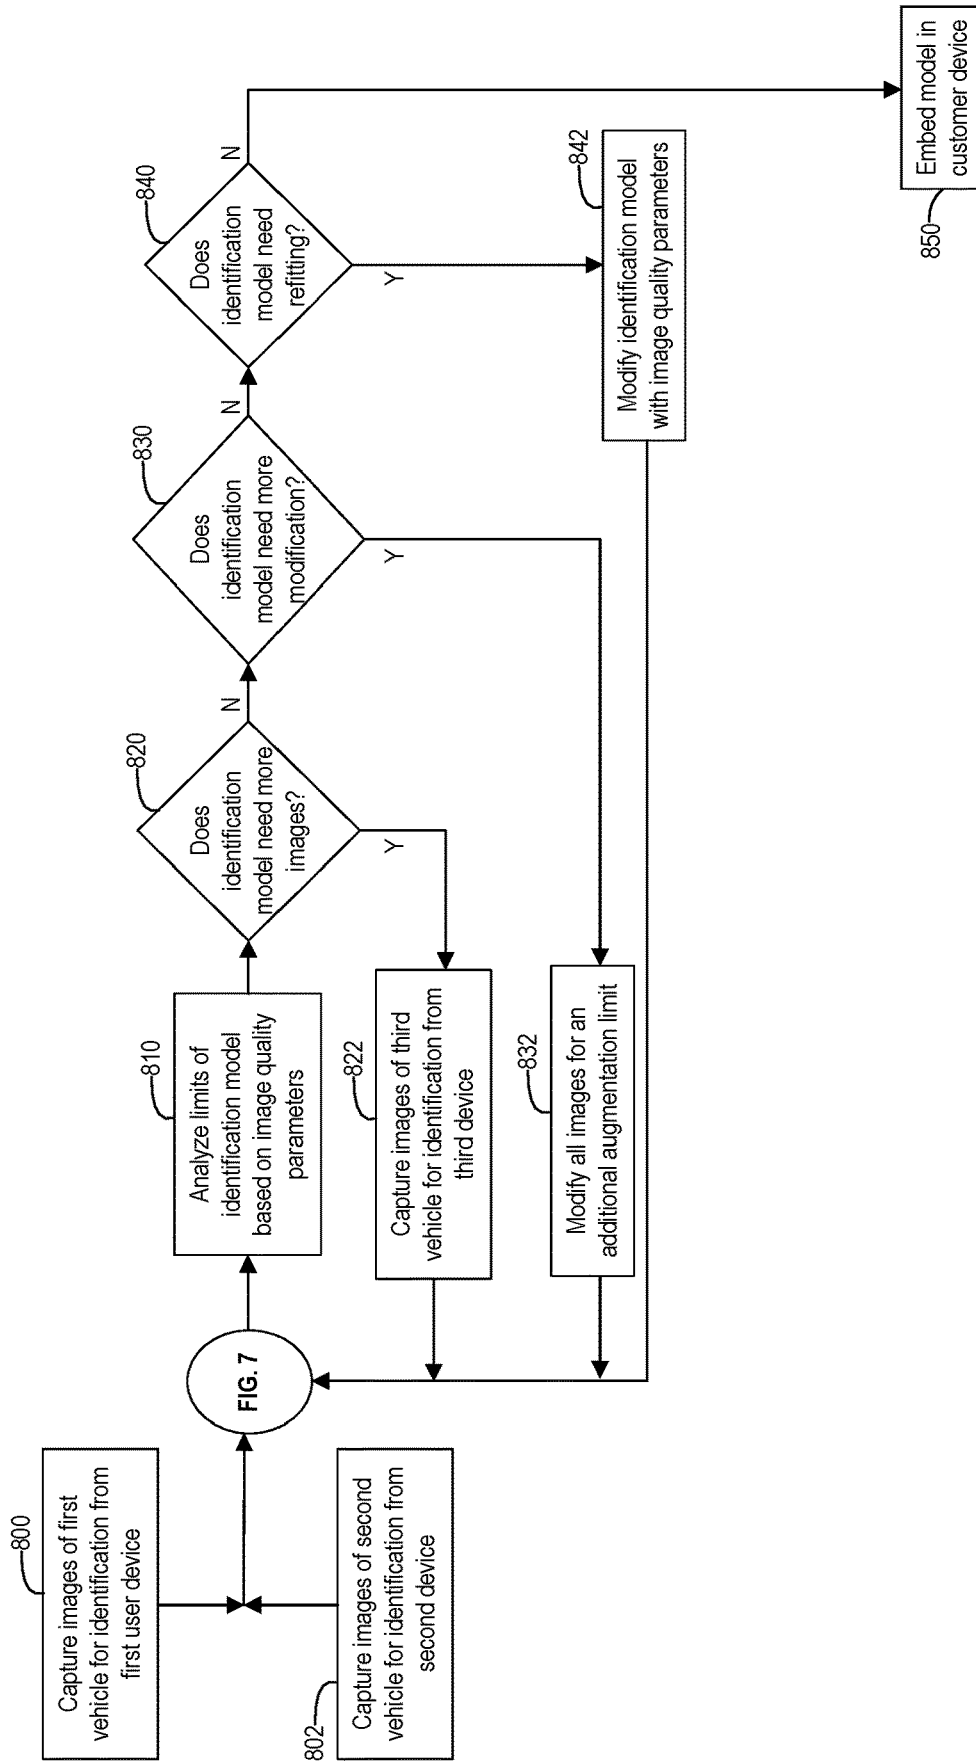 800
Capture images of first
vehicle for identification from
first user device
802
Capture images of second
vehicle for identification from
second device
FIG. 7
810
Analyze limits of
identification model
based on image quality
parameters
820
Does
identification
model need more
images?
N
Y
822
Capture images of third
vehicle for identification from
third device
830
Does
identification
model need more
modification?
N
Y
832
Modify all images for an
additional augmentation limit
840
Does
identification
model need
refitting?
N
Y
842
Modify identification model
with image quality parameters
850
Embed model in
customer device